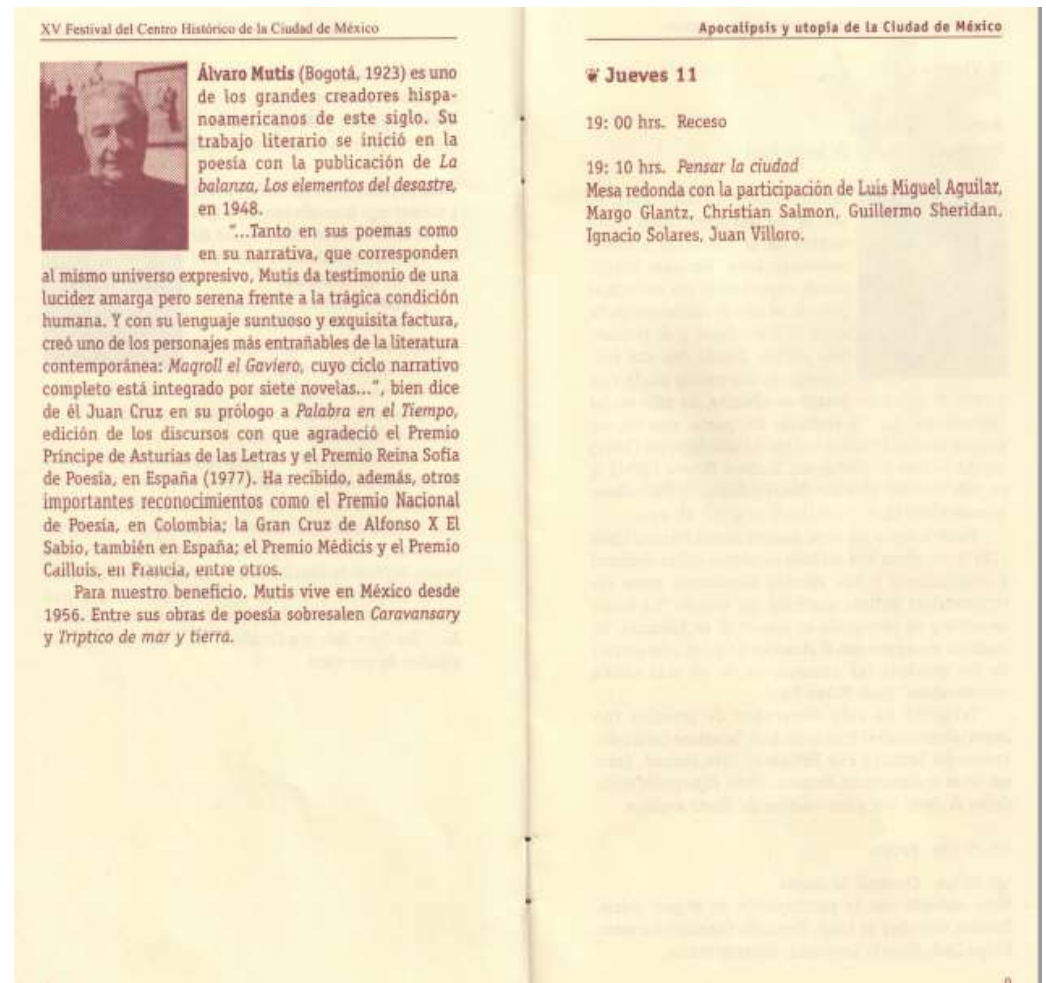 XV Festival del Centro Histórico de la Ciudad de México
Álvaro Mutis (Bogotá, 1923) es uno
de los grandes creadores hispa-
noamericanos de este siglo. Su
trabajo literario se inició en la
poesía con la publicación de La
balanza, Los elementos del desastre,
en 1948.
"...Tanto en sus poemas como
en su narrativa, que corresponden
al mismo universo expresivo, Mutis da testimonio de una
lucidez amarga pero serena frente a la trágica condición
humana. Y con su lenguaje suntuoso y exquisita factura,
creó uno de los personajes más entrañables de la literatura
contemporánea: Maqroll el Gaviero, cuyo ciclo narrativo
completo está integrado por siete novelas...", bien dice
de él Juan Cruz en su prólogo a Palabra en el Tiempo,
edición de los discursos con que agradeció el Premio
Príncipe de Asturias de las Letras y el Premio Reina Sofía
de Poesía, en España (1977). Ha recibido, además, otros
importantes reconocimientos como el Premio Nacional
de Poesía, en Colombia; la Gran Cruz de Alfonso X El
Sabio, también en España; el Premio Médicis y el Premio
Cailluis, en Francia, entre otros.
Para nuestro beneficio. Mutis vive en México desde
1956. Entre sus obras de poesía sobresalen Caravansary
y Tríptico de mar y tierra.
Apocalipsis y utopía de la Ciudad de México
Jueves 11
19: 00 hrs. Receso
19: 10 hrs. Pensar la ciudad
Mesa redonda con la participación de Luis Miguel Aguilar,
Margo Glantz, Christian Salmon, Guillermo Sheridan,
Ignacio Solares, Juan Villoro.